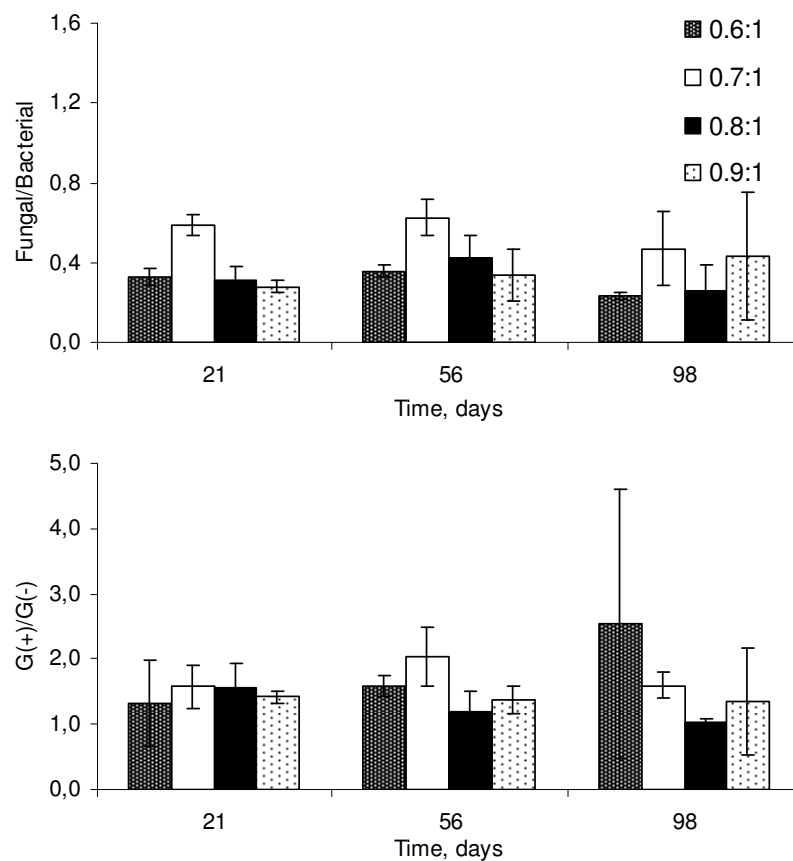 1,6
0.6:1
0.7:1
1,2
0.8:1
0.9:1
Fungal/Bacterial
0,8
0,4
0,0
21 56 98
Time, days
5,0
4,0
3,0
G(+)/G(-)
2,0
1,0
0,0
21 56 98
Time, days